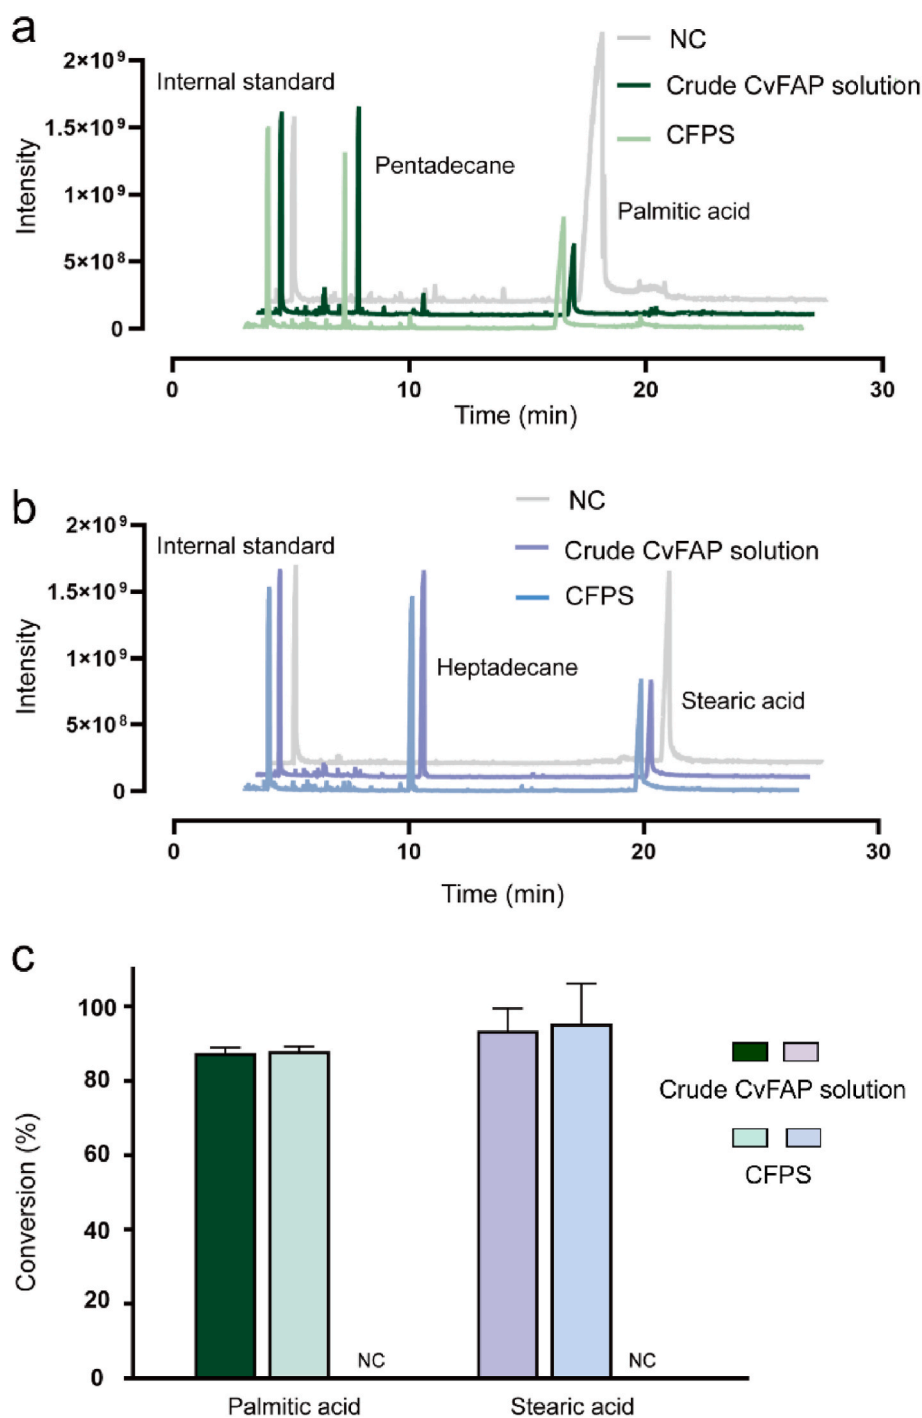 a
NC
Crude CvFAP solution
CFPS
Internal standard
Pentadecane
Palmitic acid
Intensity
2×10⁹
1.5×10⁹
1×10⁹
5×10⁸
0
0 10 20 30
Time (min)
b
NC
Crude CvFAP solution
CFPS
Internal standard
Heptadecane
Stearic acid
Intensity
2×10⁹
1.5×10⁹
1×10⁹
5×10⁸
0
0 10 20 30
Time (min)
c
Conversion (%)
100
80
60
40
20
0
NC
NC
Palmitic acid Stearic acid
Crude CvFAP solution
CFPS